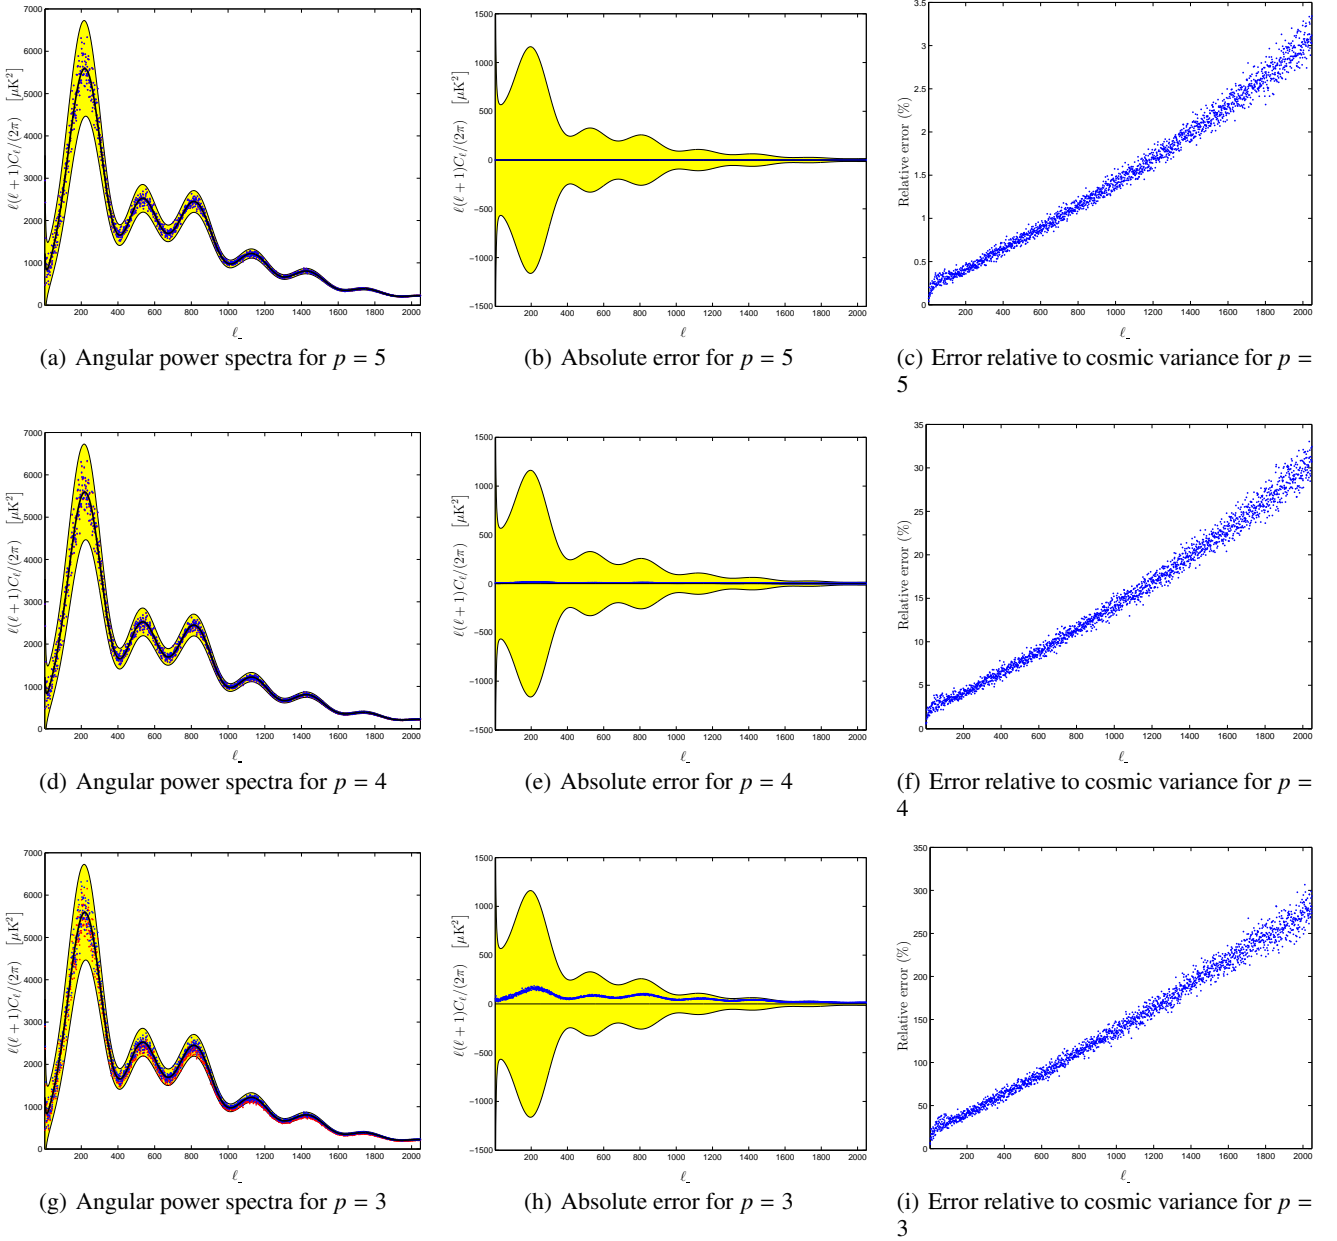 7000
6000
5000
4000
3000
2000
1000
0
ℓ(ℓ+1)Cℓ/(2π) [μK²]
200 400 600 800 1000 1200 1400 1600 1800 2000
ℓ
(a) Angular power spectra for p = 5
1500
1000
500
0
−500
−1000
−1500
ℓ(ℓ+1)Cℓ/(2π) [μK²]
200 400 600 800 1000 1200 1400 1600 1800 2000
ℓ
(b) Absolute error for p = 5
3.5
3
2.5
2
1.5
1
0.5
0
Relative error (%)
200 400 600 800 1000 1200 1400 1600 1800 2000
ℓ
(c) Error relative to cosmic variance for p =
5
7000
6000
5000
4000
3000
2000
1000
0
ℓ(ℓ+1)Cℓ/(2π) [μK²]
200 400 600 800 1000 1200 1400 1600 1800 2000
ℓ
(d) Angular power spectra for p = 4
1500
1000
500
0
−500
−1000
−1500
ℓ(ℓ+1)Cℓ/(2π) [μK²]
200 400 600 800 1000 1200 1400 1600 1800 2000
ℓ
(e) Absolute error for p = 4
35
30
25
20
15
10
5
0
Relative error (%)
200 400 600 800 1000 1200 1400 1600 1800 2000
ℓ
(f) Error relative to cosmic variance for p =
4
7000
6000
5000
4000
3000
2000
1000
0
ℓ(ℓ+1)Cℓ/(2π) [μK²]
200 400 600 800 1000 1200 1400 1600 1800 2000
ℓ
(g) Angular power spectra for p = 3
1500
1000
500
0
−500
−1000
−1500
ℓ(ℓ+1)Cℓ/(2π) [μK²]
200 400 600 800 1000 1200 1400 1600 1800 2000
ℓ
(h) Absolute error for p = 3
350
300
250
200
150
100
50
0
Relative error (%)
200 400 600 800 1000 1200 1400 1600 1800 2000
ℓ
(i) Error relative to cosmic variance for p =
3